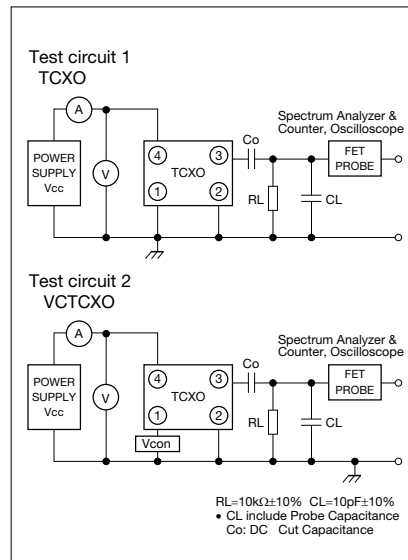 Test circuit 1
TCXO
A
Spectrum Analyzer &
Counter, Oscilloscope
Co
POWER
SUPPLY
Vcc
V
4
3
TCXO
1
2
RL
CL
FET
PROBE
Test circuit 2
VCTCXO
A
Spectrum Analyzer &
Counter, Oscilloscope
Co
POWER
SUPPLY
Vcc
V
4
3
TCXO
1
2
Vcon
RL
CL
FET
PROBE
RL=10kΩ±10% CL=10pF±10%
• CL include Probe Capacitance
Co: DC Cut Capacitance